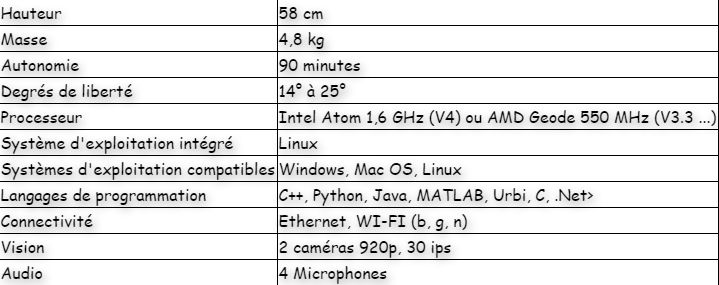 Hauteur 58 cm
Masse 4,8 kg
Autonomie 90 minutes
Degrés de liberté 14° à 25°
Processeur Intel Atom 1,6 GHz (V4) ou AMD Geode 550 MHz (V3.3 ...)
Système d'exploitation intégré Linux
Systèmes d'exploitation compatibles Windows, Mac OS, Linux
Langages de programmation C++, Python, Java, MATLAB, Urbi, C, .Net>
Connectivité Ethernet, WI-FI (b, g, n)
Vision 2 caméras 920p, 30 ips
Audio 4 Microphones